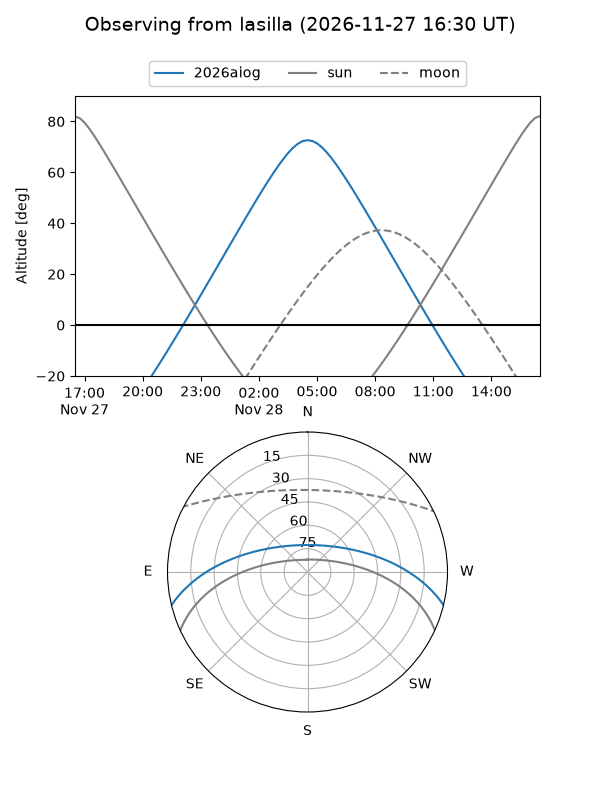 Observing from lasilla (2026-11-27 16:30 UT)
2026aiog sun moon
Altitude [deg]
80
60
40
20
0
−20
17:00 20:00 23:00 02:00 05:00 08:00 11:00 14:00
Nov 27 Nov 28
N
NE NW
15
30
45
60
75
E W
SE SW
S